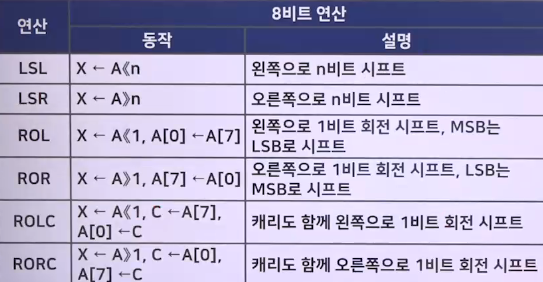 연산
8비트 연산
동작
설명
LSL
X ← A⟪n
왼쪽으로 n비트 시프트
LSR
X ← A⟫n
오른쪽으로 n비트 시프트
ROL
X ← A⟪1, A[0] ←A[7]
왼쪽으로 1비트 회전 시프트, MSB는
LSB로 시프트
ROR
X ← A⟫1, A[7] ←A[0]
오른쪽으로 1비트 회전 시프트, LSB는
MSB로 시프트
ROLC
X ← A⟪1, C ←A[7],
A[0] ←C
캐리도 함께 왼쪽으로 1비트 회전 시프트
RORC
X ← A⟫1, C ←A[0],
A[7] ←C
캐리도 함께 오른쪽으로 1비트 회전 시프트